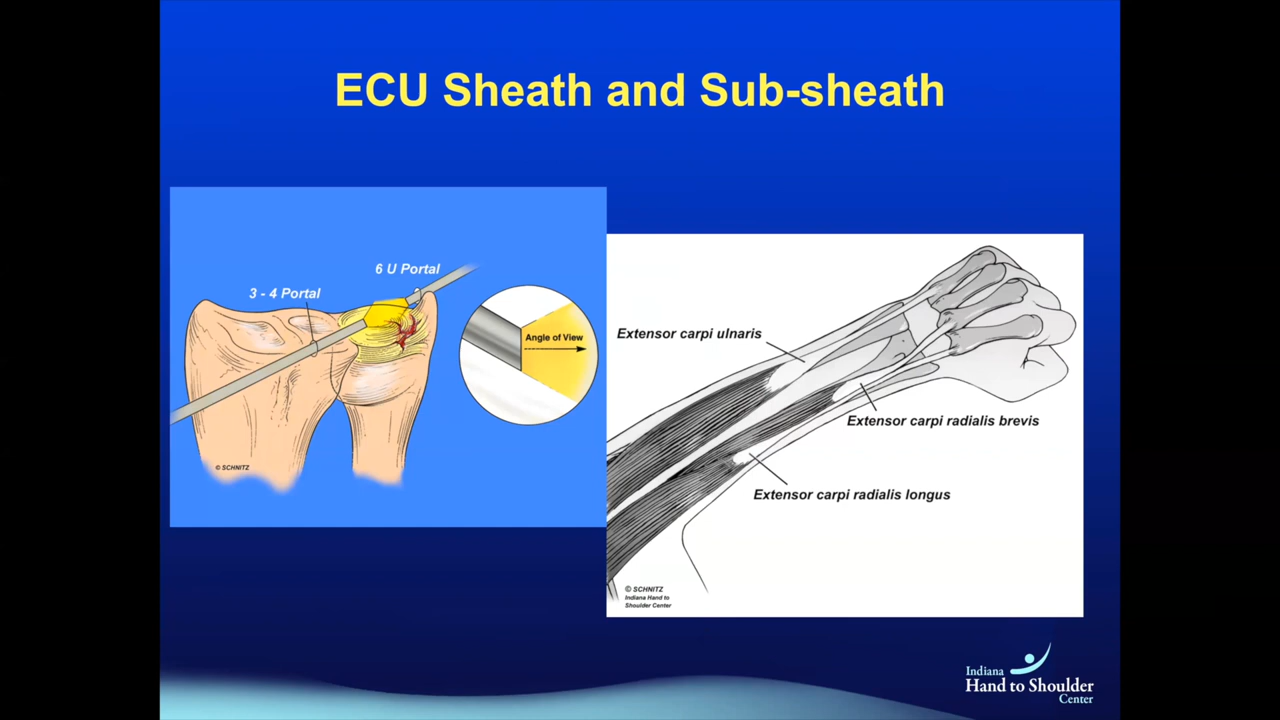 ECU Sheath and Sub-sheath
6 U Portal
3 - 4 Portal
Angle of View
© SCHNITZ
Extensor carpi ulnaris
Extensor carpi radialis brevis
Extensor carpi radialis longus
© SCHNITZ
Indiana Hand to
Shoulder Center
Indiana
Hand to Shoulder
Center